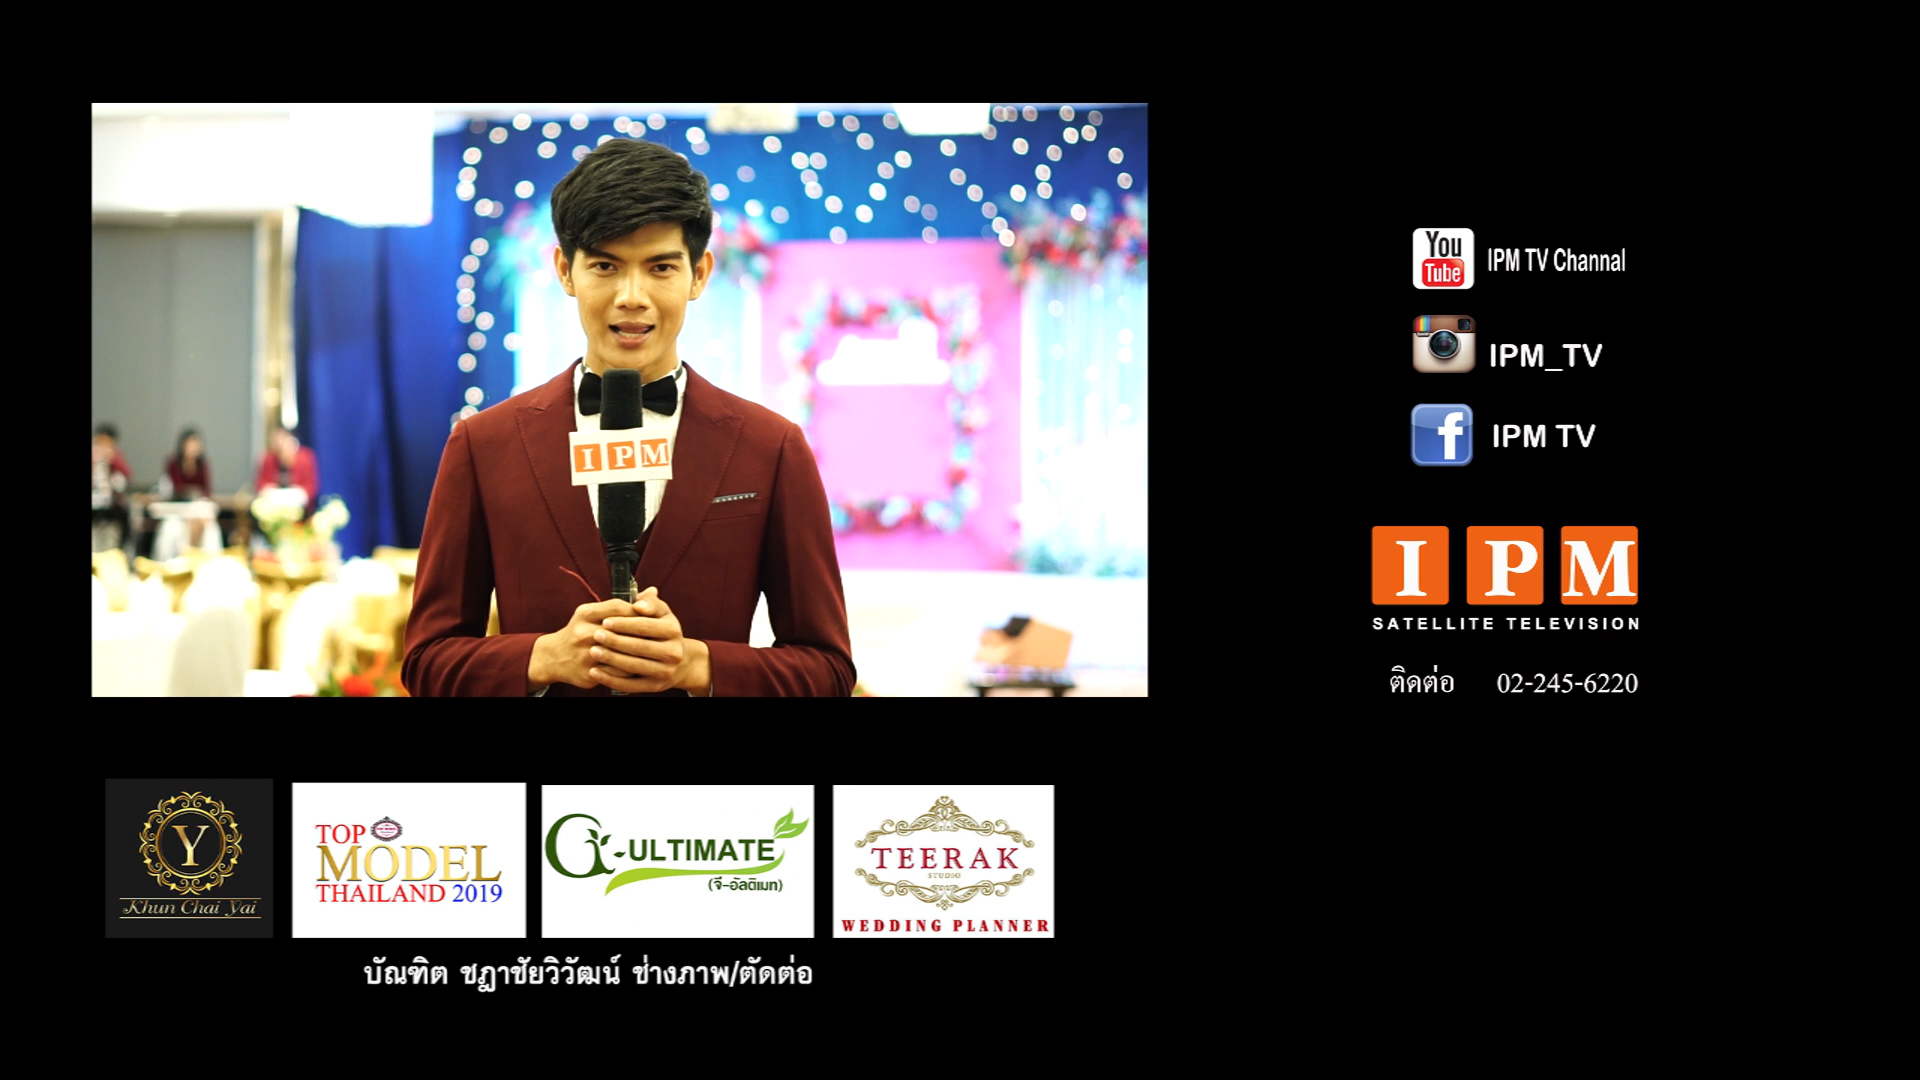 I P M
You
Tube
IPM TV Channal
IPM_TV
f
IPM TV
I P M
SATELLITE TELEVISION
ติดต่อ 02-245-6220
Y
Khun Chai Yai
TOP
MODEL
THAILAND 2019
G-ULTIMATE
(จี-อัลติเมท)
TEERAK
STUDIO
WEDDING PLANNER
บัณฑิต ชฎาชัยวิวัฒน์ ช่างภาพ/ตัดต่อ